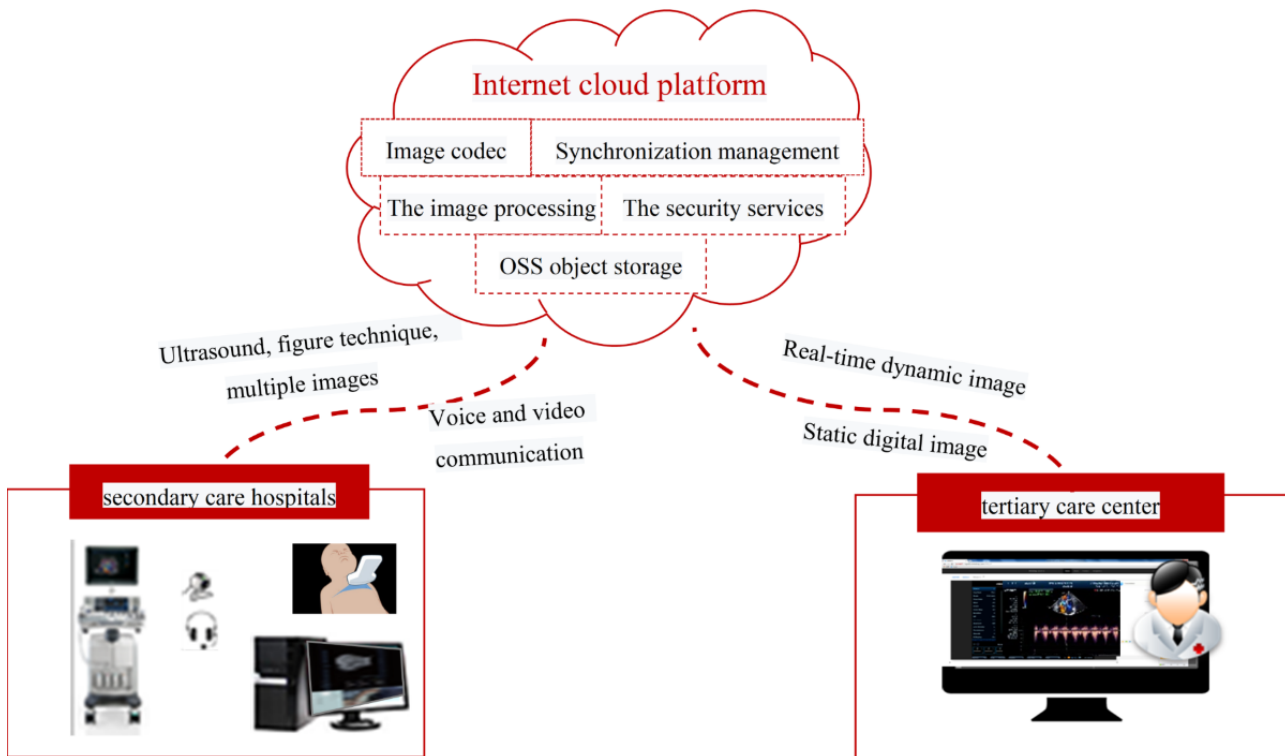 Internet cloud platform
Image codec
Synchronization management
The image processing
The security services
OSS object storage
Ultrasound, figure technique,
multiple images
Voice and video
communication
Real-time dynamic image
Static digital image
secondary care hospitals
tertiary care center